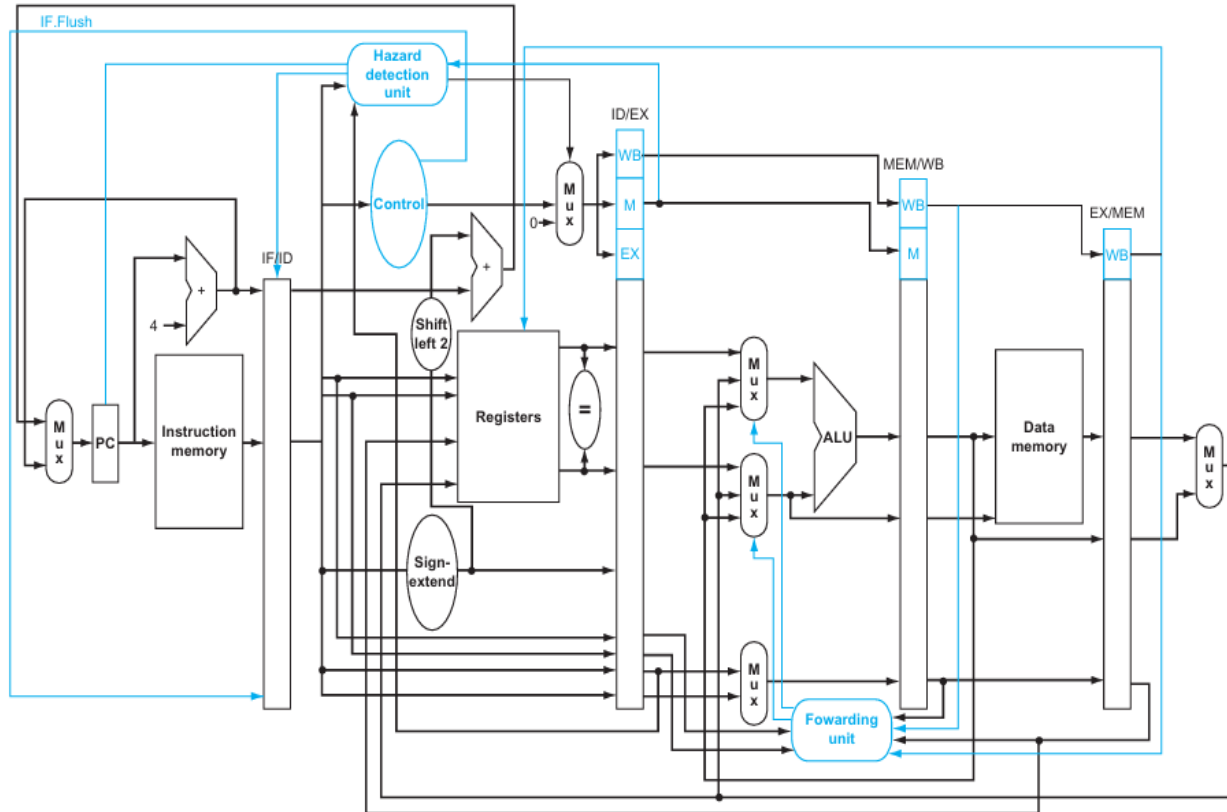 IF.Flush
Hazard
detection
unit
ID/EX
WB
MEM/WB
Control
M
u
x
M
WB
EX/MEM
0
IF/ID
EX
M
WB
+
+
4
Shift
left 2
M
u
x
PC
Instruction
memory
Registers
=
M
u
x
ALU
Data
memory
M
u
x
M
u
x
Sign-
extend
M
u
x
Fowarding
unit